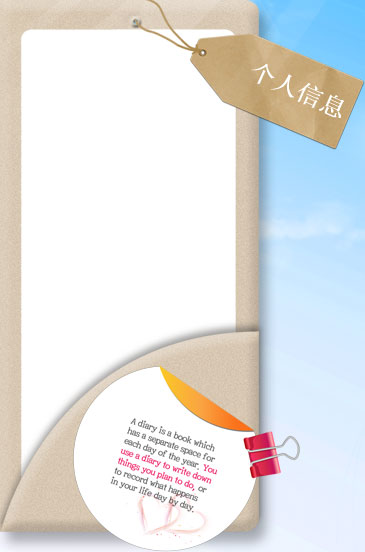 个人信息
A diary is a book which
has a separate space for
each day of the year. You
use a diary to write down
things you plan to do, or
to record what happens
in your life day by day.